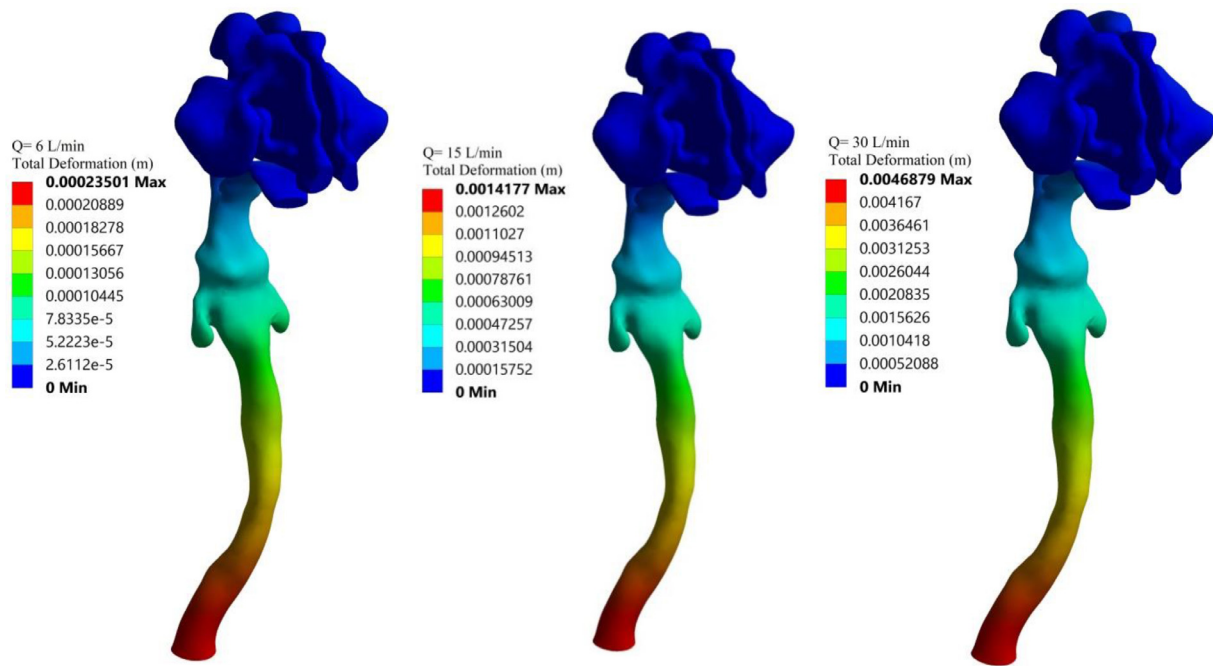 Q= 6 L/min
Total Deformation (m)
0.00023501 Max
0.00020889
0.00018278
0.00015667
0.00013056
0.00010445
7.8335e-5
5.2223e-5
2.6112e-5
0 Min
Q= 15 L/min
Total Deformation (m)
0.0014177 Max
0.0012602
0.0011027
0.00094513
0.00078761
0.00063009
0.00047257
0.00031504
0.00015752
0 Min
Q= 30 L/min
Total Deformation (m)
0.0046879 Max
0.004167
0.0036461
0.0031253
0.0026044
0.0020835
0.0015626
0.0010418
0.00052088
0 Min